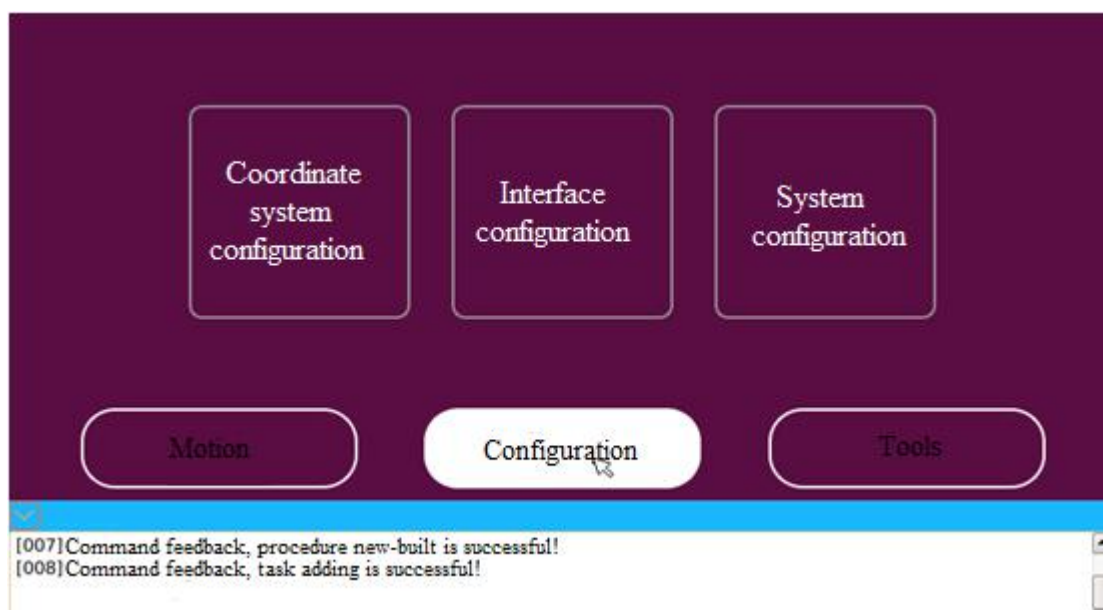 Coordinate
system
configuration
Interface
configuration
System
configuration
Motion
Configuration
Tools
[007]Command feedback, procedure new-built is successful!
[008]Command feedback, task adding is successful!